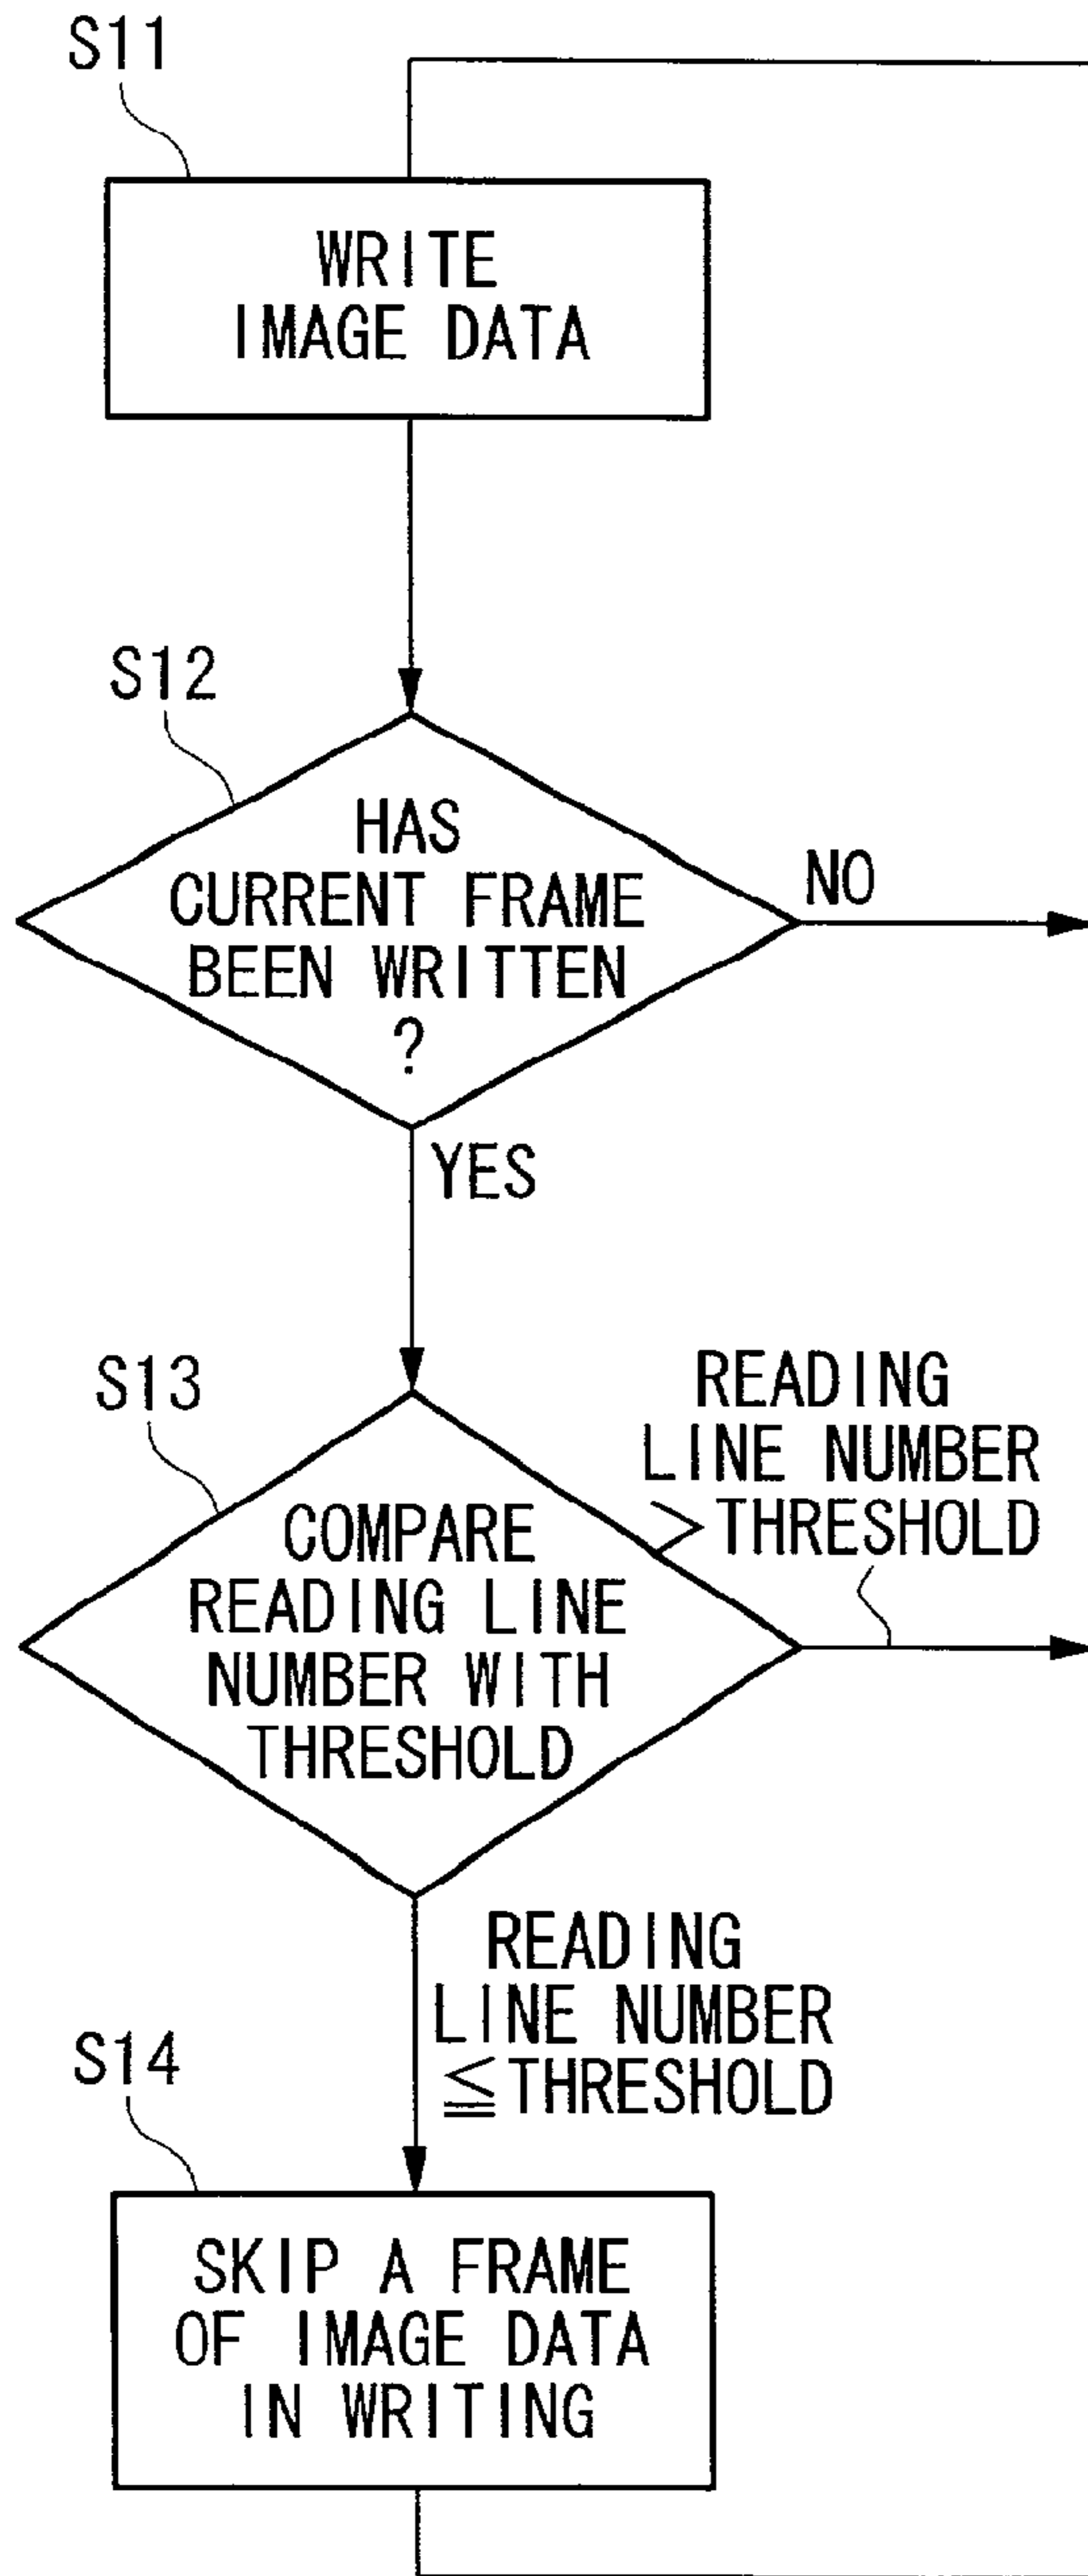 S11
WRITE
IMAGE DATA
S12
HAS
CURRENT FRAME
BEEN WRITTEN
?
NO
YES
S13
COMPARE
READING LINE
NUMBER WITH
THRESHOLD
READING
LINE NUMBER
> THRESHOLD
READING
LINE NUMBER
≦ THRESHOLD
S14
SKIP A FRAME
OF IMAGE DATA
IN WRITING